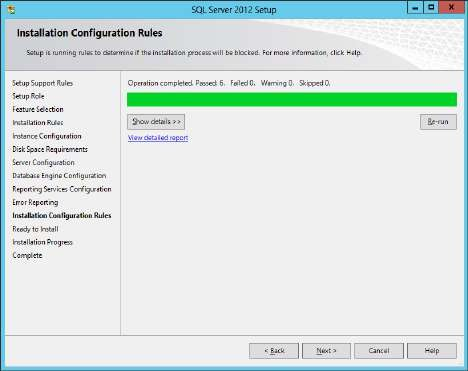 SQL Server 2012 Setup
Installation Configuration Rules
Setup is running rules to determine if the installation process will be blocked. For more information, click Help.
Setup Support Rules
Setup Role
Feature Selection
Installation Rules
Instance Configuration
Disk Space Requirements
Server Configuration
Database Engine Configuration
Reporting Services Configuration
Error Reporting
Installation Configuration Rules
Ready to Install
Installation Progress
Complete
Operation completed. Passed: 6. Failed 0. Warning 0. Skipped 0.
Show details >>
Re-run
View detailed report
< Back
Next >
Cancel
Help